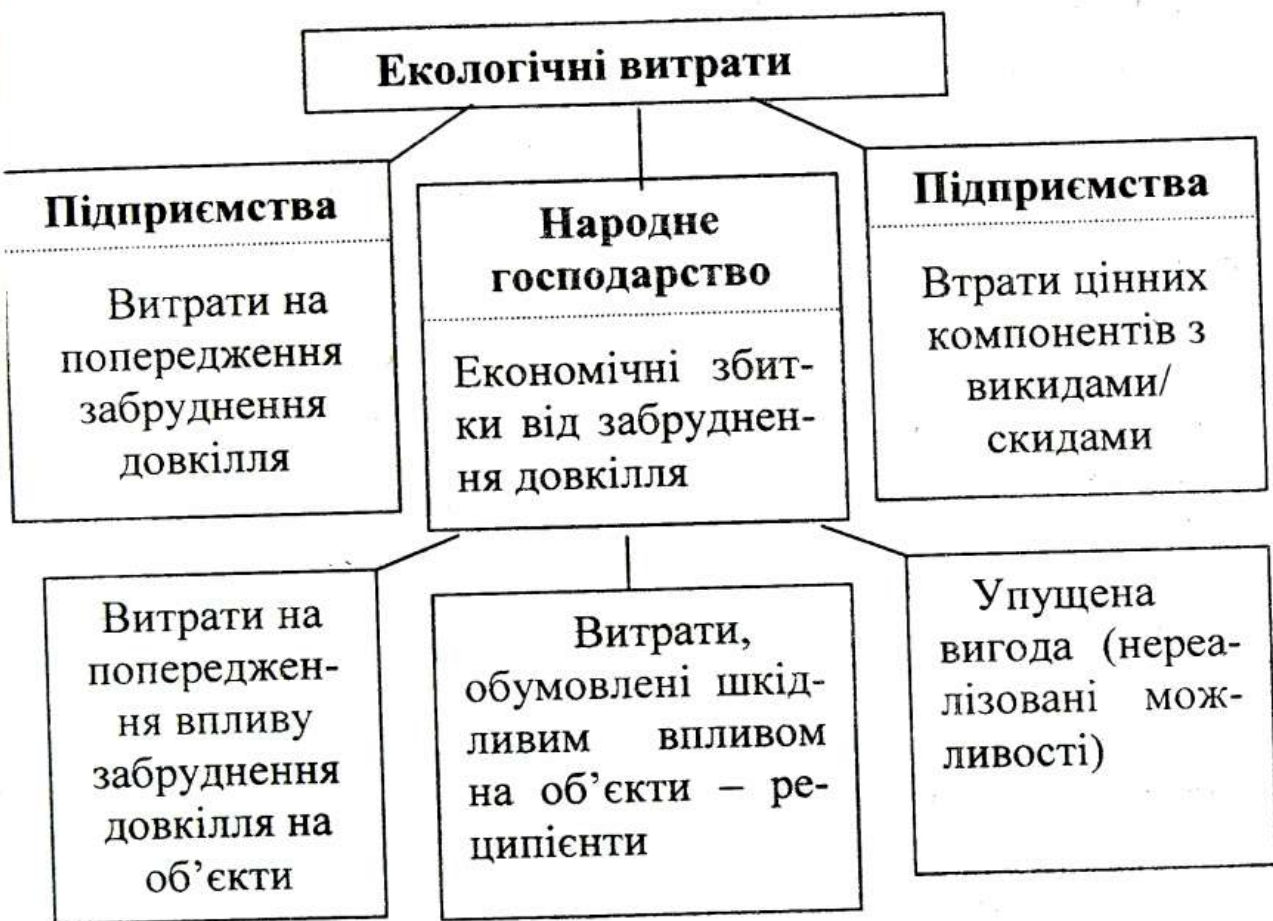 Екологічні витрати
Підприємства
Витрати на
попередження
забруднення
довкілля
Народне
господарство
Економічні збит-
ки від забруднен-
ня довкілля
Підприємства
Втрати цінних
компонентів з
викидами/
скидами
Витрати на
попереджен-
ня впливу
забруднення
довкілля на
об’єкти
Витрати,
обумовлені шкід-
ливим впливом
на об’єкти – ре-
ципієнти
Упущена
вигода (нереа-
лізовані мож-
ливості)